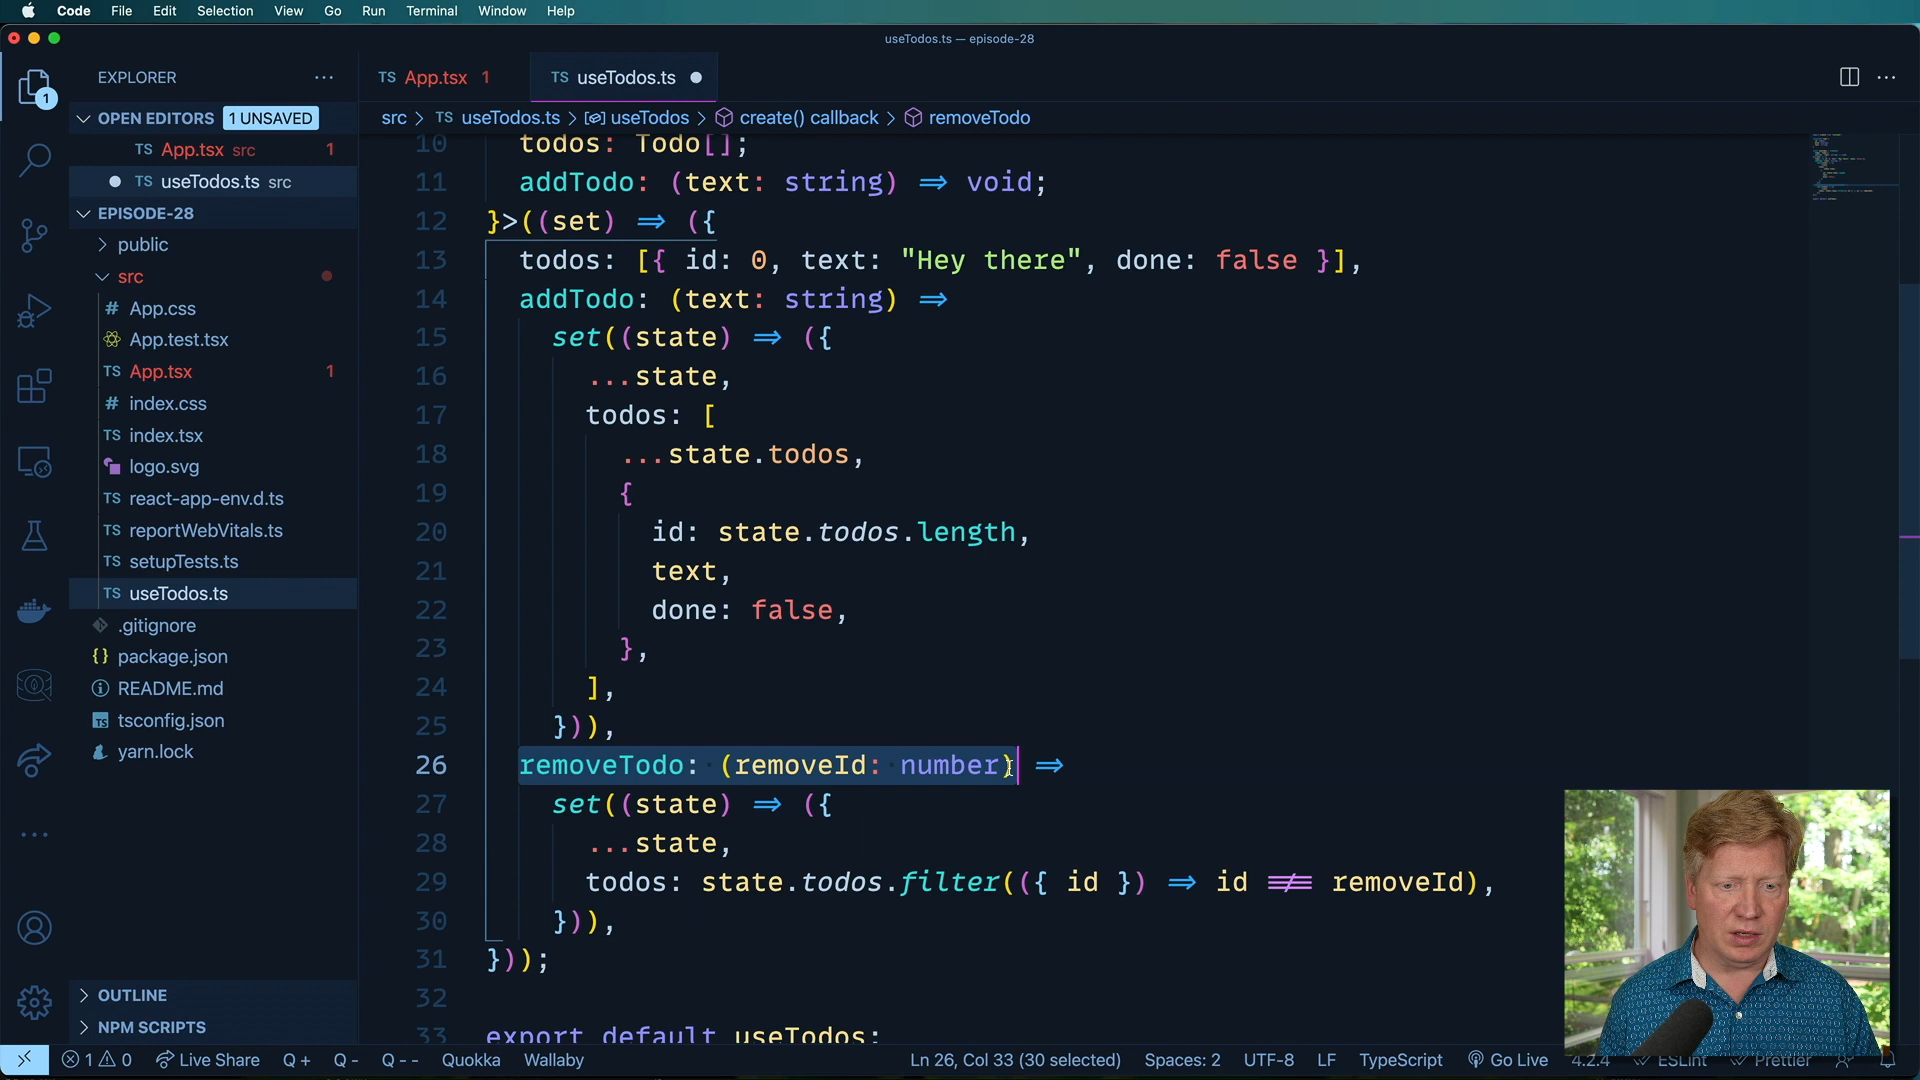 Code File Edit Selection View Go Run Terminal Window Help
useTodos.ts — episode-28
EXPLORER
TS App.tsx 1
TS useTodos.ts
OPEN EDITORS 1 UNSAVED
src > TS useTodos.ts > useTodos > create() callback > removeTodo
TS App.tsx src 1
TS useTodos.ts src
EPISODE-28
public
src
# App.css
App.test.tsx
TS App.tsx 1
# index.css
TS index.tsx
logo.svg
TS react-app-env.d.ts
TS reportWebVitals.ts
TS setupTests.ts
TS useTodos.ts
.gitignore
{} package.json
README.md
TS tsconfig.json
yarn.lock
OUTLINE
NPM SCRIPTS
1
10 todos: Todo[];
11 addTodo: (text: string) => void;
12 }>((set) => ({
13 todos: [{ id: 0, text: "Hey there", done: false }],
14 addTodo: (text: string) =>
15 set((state) => ({
16 ...state,
17 todos: [
18 ...state.todos,
19 {
20 id: state.todos.length,
21 text,
22 done: false,
23 },
24 ],
25 })),
26 removeTodo: (removeId: number) =>
27 set((state) => ({
28 ...state,
29 todos: state.todos.filter(({ id }) => id !== removeId),
30 })),
31 }));
32
33 export default useTodos;
1 0 Live Share Q + Q - Q -- Quokka Wallaby Ln 26, Col 33 (30 selected) Spaces: 2 UTF-8 LF TypeScript Go Live 4.2.4 ESLint Prettier